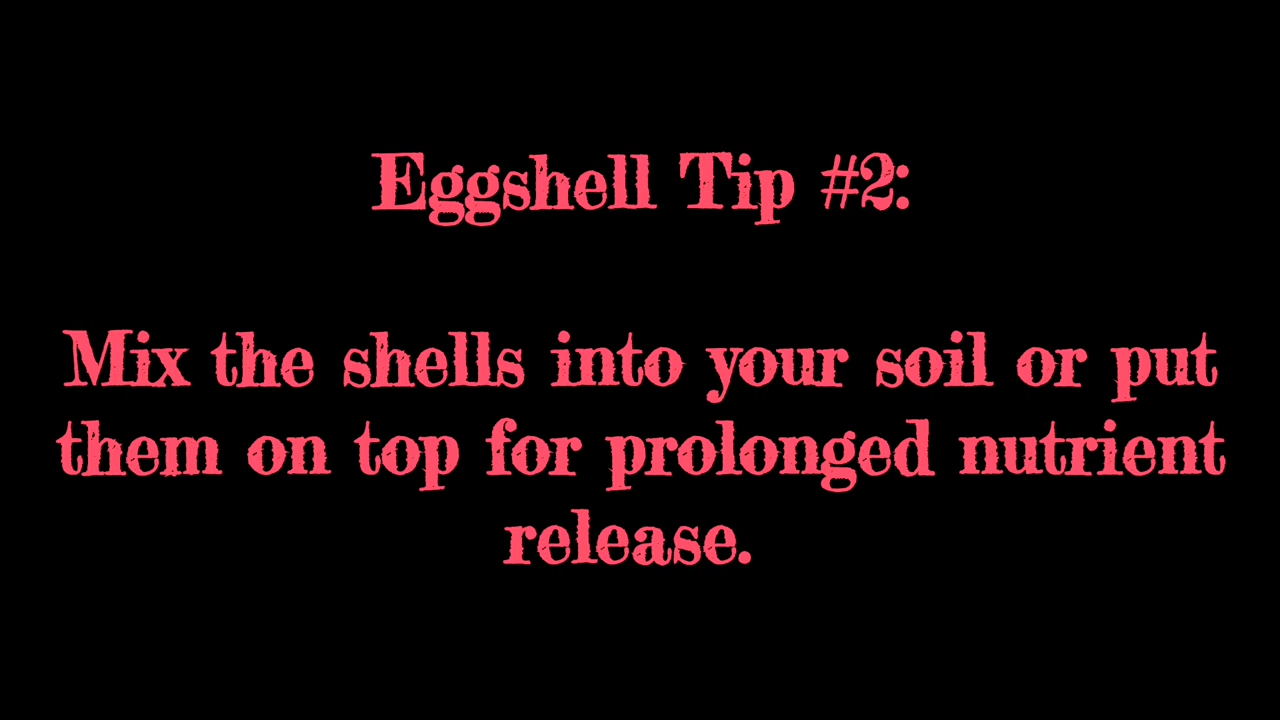 Eggshell Tip #2:
Mix the shells into your soil or put
them on top for prolonged nutrient
release.